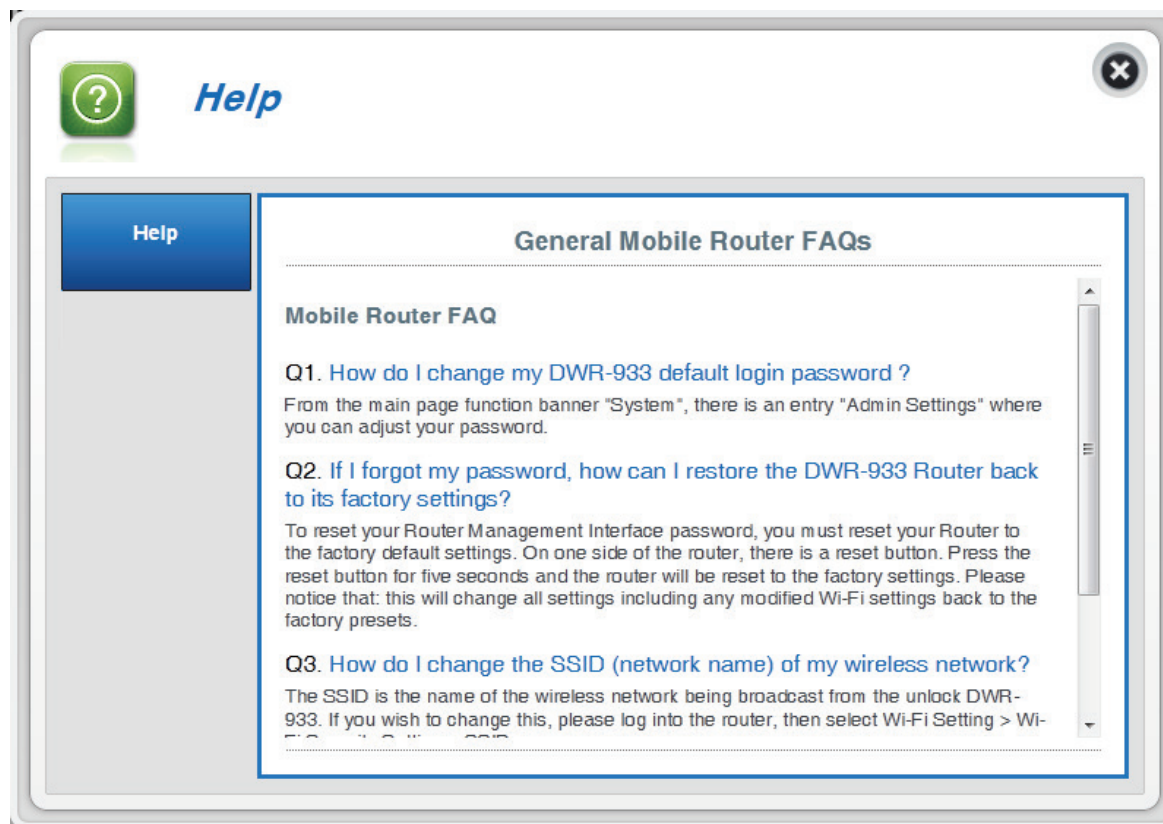 Help
Help
General Mobile Router FAQs
Mobile Router FAQ
Q1. How do I change my DWR-933 default login password ?
From the main page function banner "System", there is an entry "Admin Settings" where
you can adjust your password.
Q2. If I forgot my password, how can I restore the DWR-933 Router back
to its factory settings?
To reset your Router Management Interface password, you must reset your Router to
the factory default settings. On one side of the router, there is a reset button. Press the
reset button for five seconds and the router will be reset to the factory settings. Please
notice that: this will change all settings including any modified Wi-Fi settings back to the
factory presets.
Q3. How do I change the SSID (network name) of my wireless network?
The SSID is the name of the wireless network being broadcast from the unlock DWR-
933. If you wish to change this, please log into the router, then select Wi-Fi Setting > Wi-